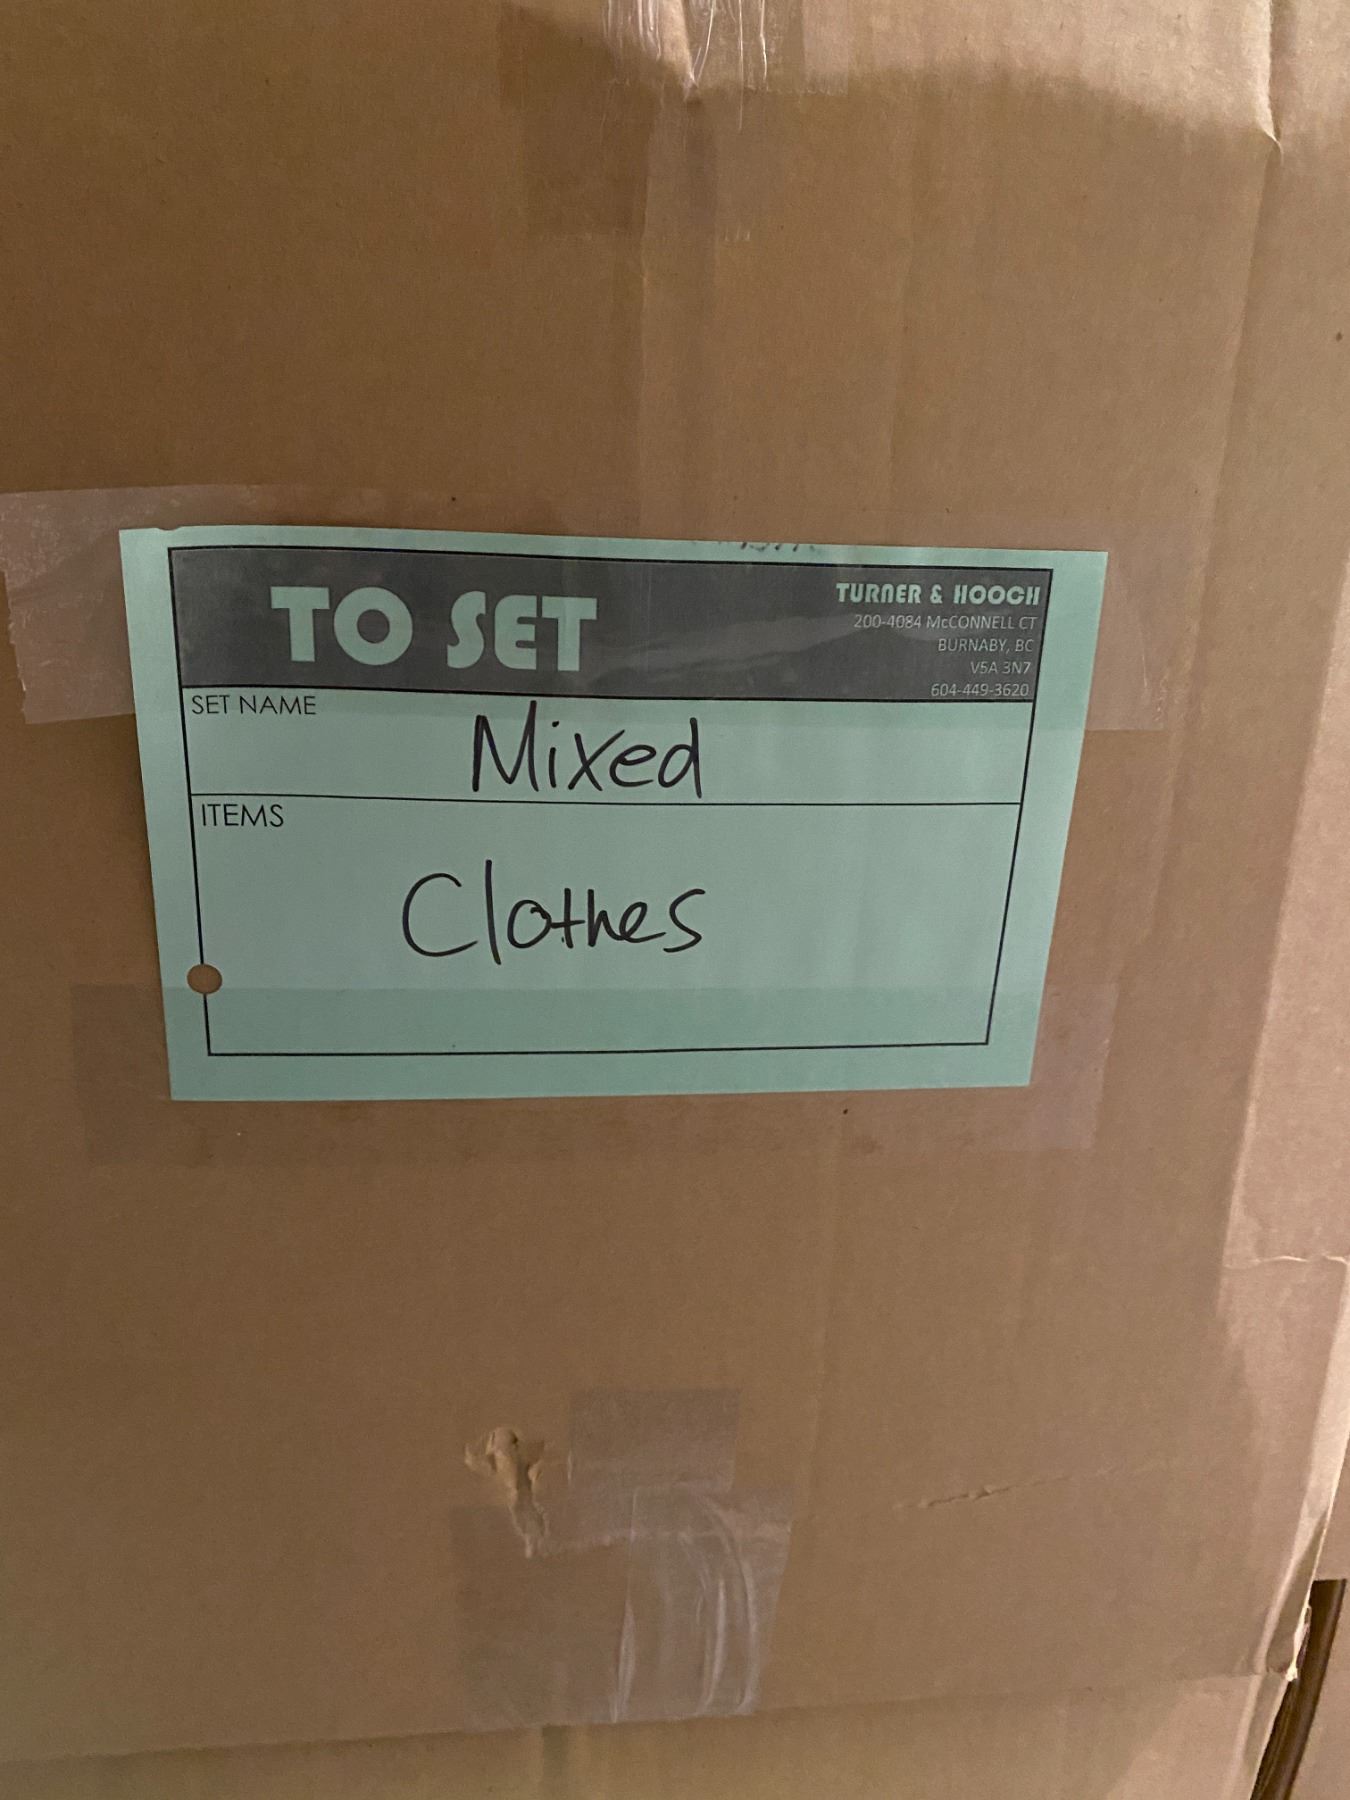 TO SET
TURNER & HOOCH
200-4084 McCONNELL CT
BURNABY, BC
V5A 3N7
604-449-3620
SET NAME
Mixed
ITEMS
Clothes